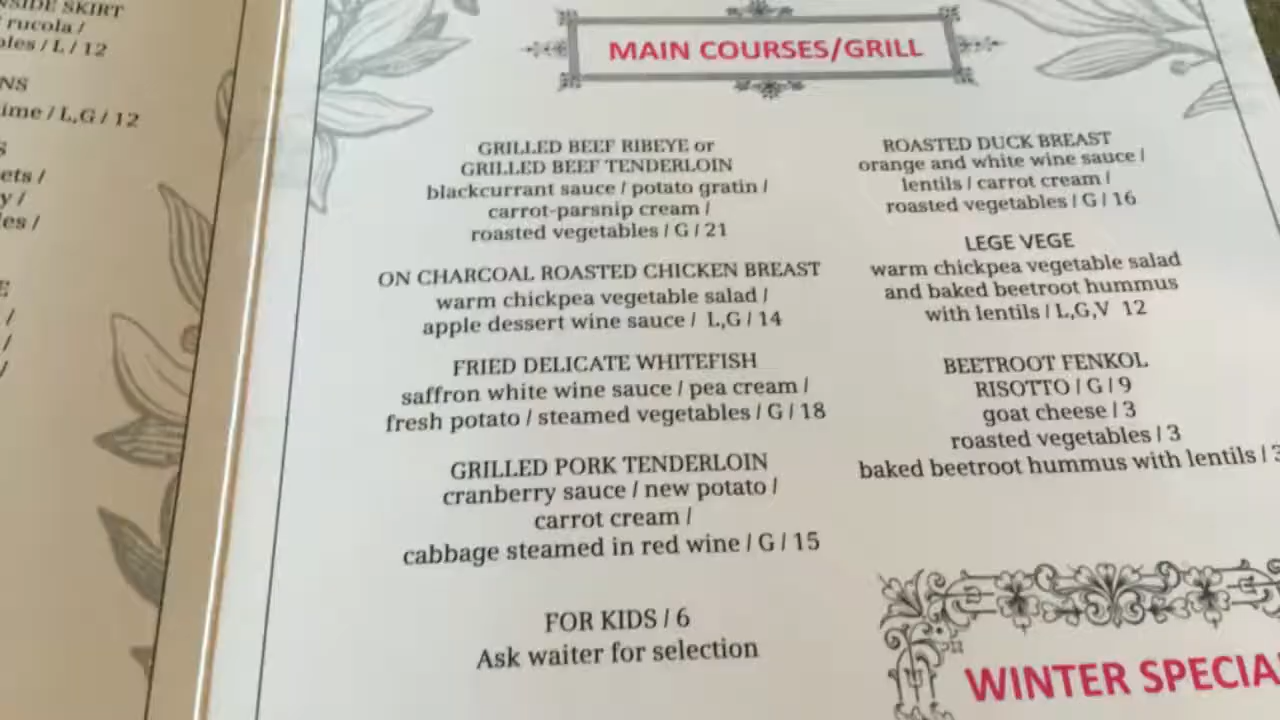 NSIDE SKIRT
rucola /
/ L / 12
NS
ime / L,G / 12
S
ets /
y /
les /
E
/
/
/
MAIN COURSES/GRILL
GRILLED BEEF RIBEYE or
GRILLED BEEF TENDERLOIN
blackcurrant sauce / potato gratin /
carrot-parsnip cream /
roasted vegetables / G / 21
ON CHARCOAL ROASTED CHICKEN BREAST
warm chickpea vegetable salad /
apple dessert wine sauce / L,G / 14
FRIED DELICATE WHITEFISH
saffron white wine sauce / pea cream /
fresh potato / steamed vegetables / G / 18
GRILLED PORK TENDERLOIN
cranberry sauce / new potato /
carrot cream /
cabbage steamed in red wine / G / 15
FOR KIDS / 6
Ask waiter for selection
ROASTED DUCK BREAST
orange and white wine sauce /
lentils / carrot cream /
roasted vegetables / G / 16
LEGE VEGE
warm chickpea vegetable salad
and baked beetroot hummus
with lentils / L,G,V 12
BEETROOT FENKOL
RISOTTO / G / 9
goat cheese / 3
roasted vegetables / 3
baked beetroot hummus with lentils / 3
WINTER SPECIA